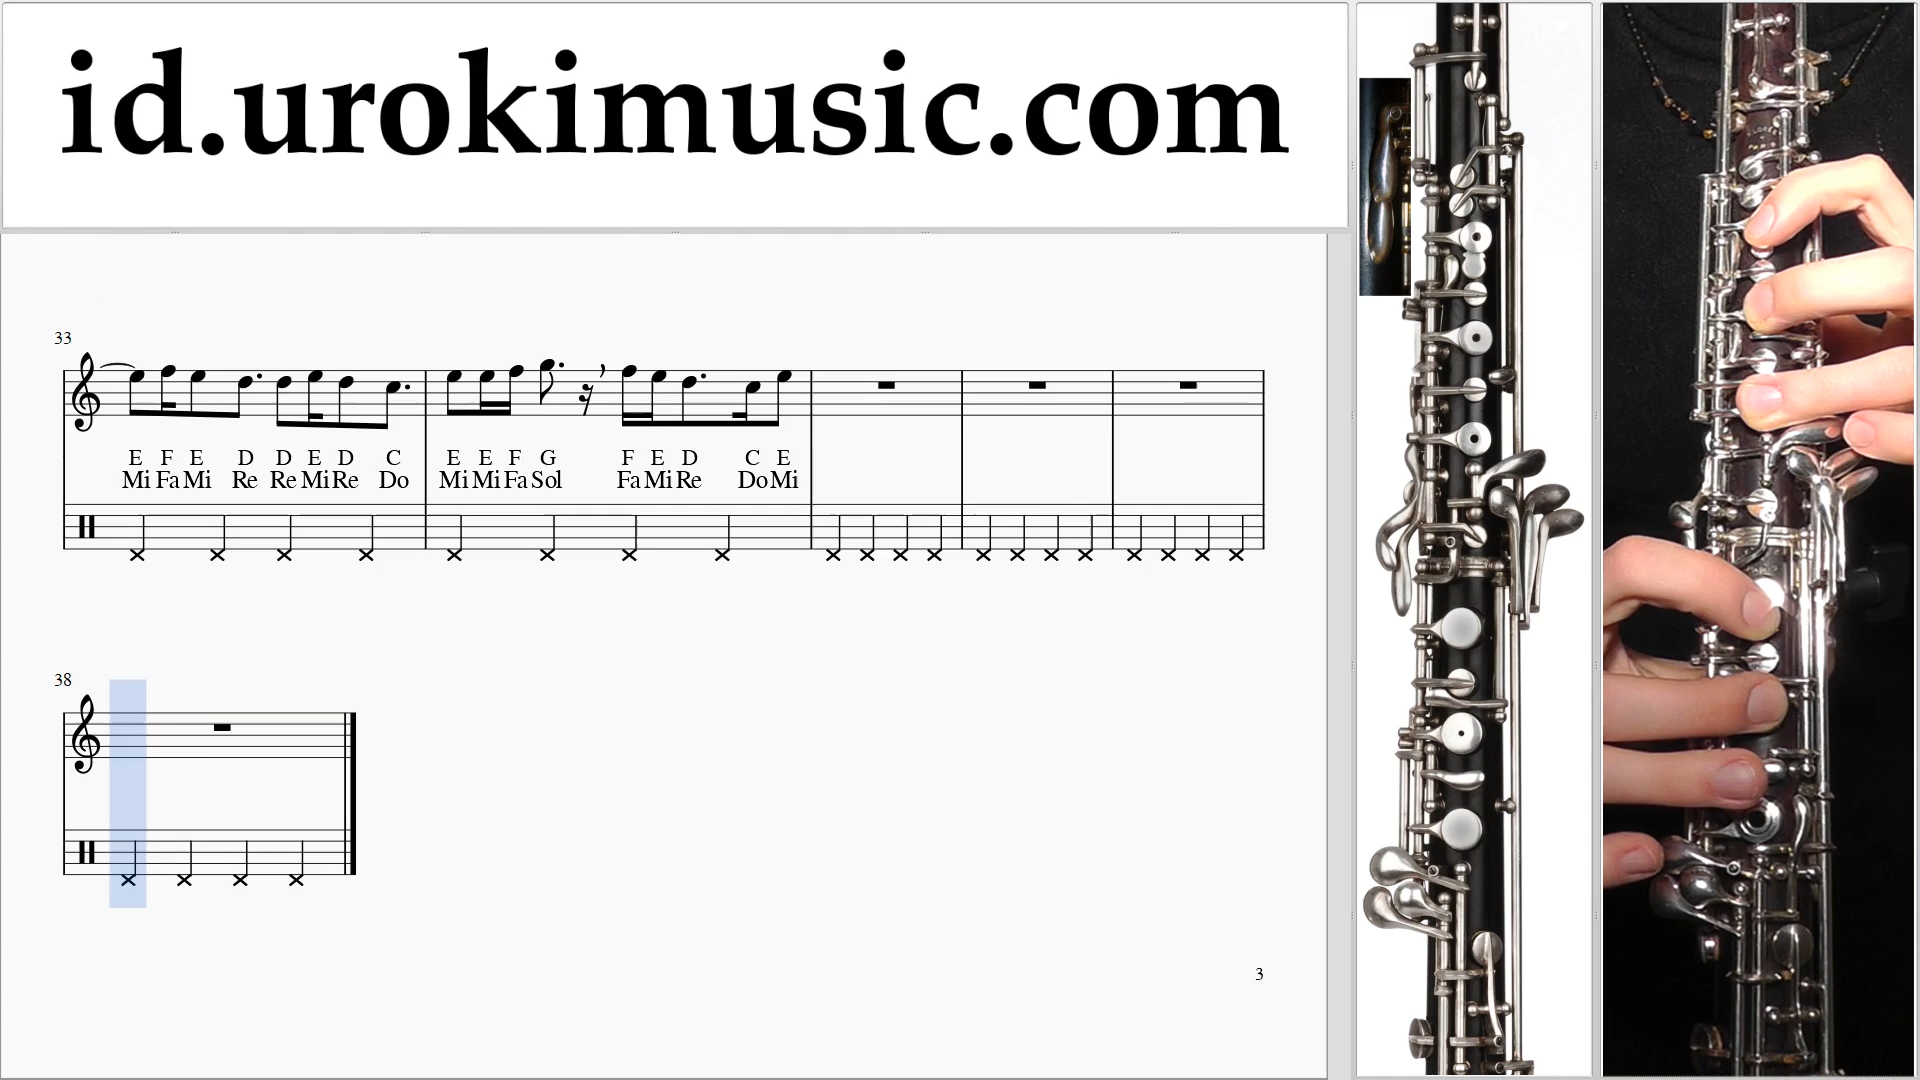 id.urokimusic.com
33
E F E D D E D C E E F G F E D C E
Mi Fa Mi Re Re Mi Re Do Mi Mi Fa Sol Fa Mi Re Do Mi
38
3